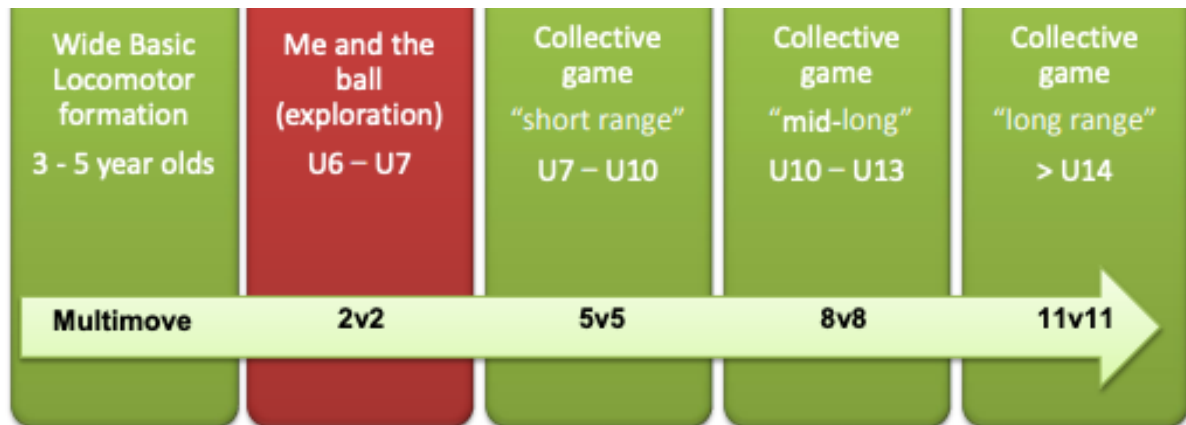 Wide Basic
Locomotor
formation
3 - 5 year olds
Me and the
ball
(exploration)
U6 – U7
Collective
game
“short range”
U7 – U10
Collective
game
“mid-long”
U10 – U13
Collective
game
“long range”
> U14
Multimove
2v2
5v5
8v8
11v11